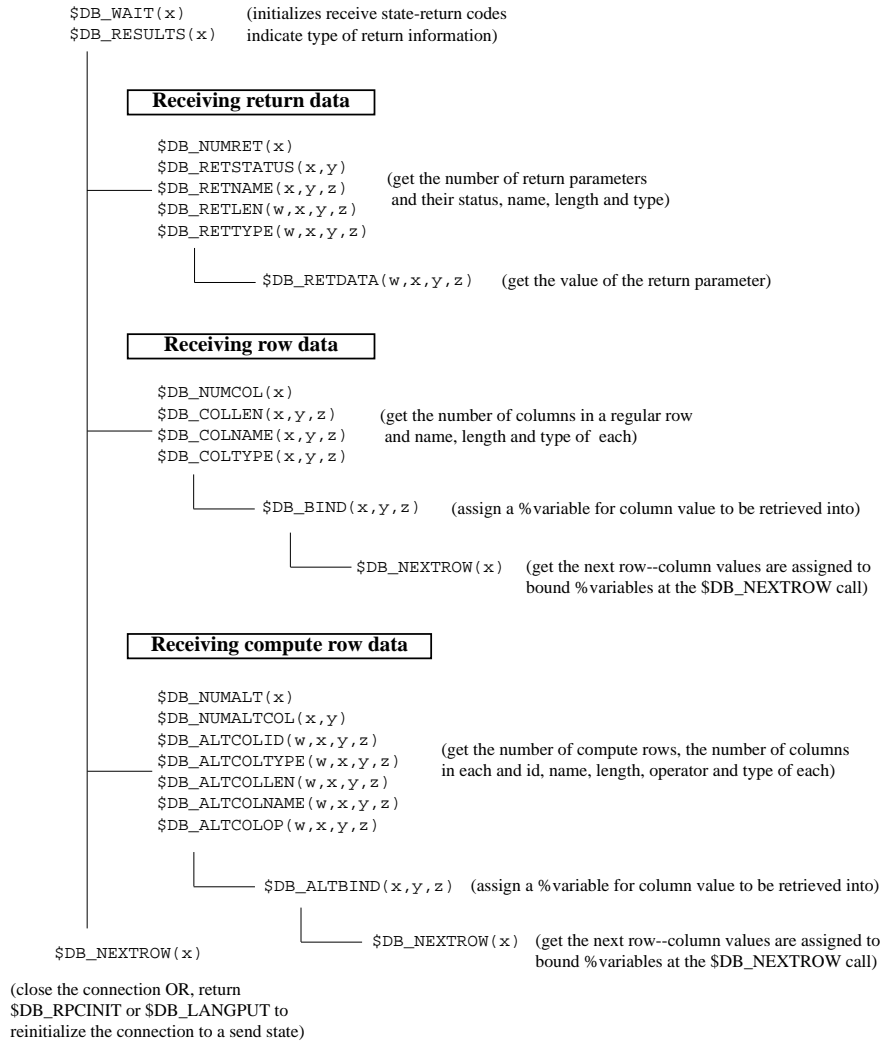 $DB_WAIT(x) (initializes receive state-return codes
$DB_RESULTS(x) indicate type of return information)
Receiving return data
$DB_NUMRET(x)
$DB_RETSTATUS(x,y)
$DB_RETNAME(x,y,z)
$DB_RETLEN(w,x,y,z)
$DB_RETTYPE(w,x,y,z)
(get the number of return parameters
and their status, name, length and type)
$DB_RETDATA(w,x,y,z) (get the value of the return parameter)
Receiving row data
$DB_NUMCOL(x)
$DB_COLLEN(x,y,z)
$DB_COLNAME(x,y,z)
$DB_COLTYPE(x,y,z)
(get the number of columns in a regular row
and name, length and type of each)
$DB_BIND(x,y,z) (assign a %variable for column value to be retrieved into)
$DB_NEXTROW(x) (get the next row--column values are assigned to
bound %variables at the $DB_NEXTROW call)
Receiving compute row data
$DB_NUMALT(x)
$DB_NUMALTCOL(x,y)
$DB_ALTCOLID(w,x,y,z)
$DB_ALTCOLTYPE(w,x,y,z)
$DB_ALTCOLLEN(w,x,y,z)
$DB_ALTCOLNAME(w,x,y,z)
$DB_ALTCOLOP(w,x,y,z)
(get the number of compute rows, the number of columns
in each and id, name, length, operator and type of each)
$DB_ALTBIND(x,y,z) (assign a %variable for column value to be retrieved into)
$DB_NEXTROW(x) (get the next row--column values are assigned to
bound %variables at the $DB_NEXTROW call)
$DB_NEXTROW(x)
(close the connection OR, return
$DB_RPCINIT or $DB_LANGPUT to
reinitialize the connection to a send state)